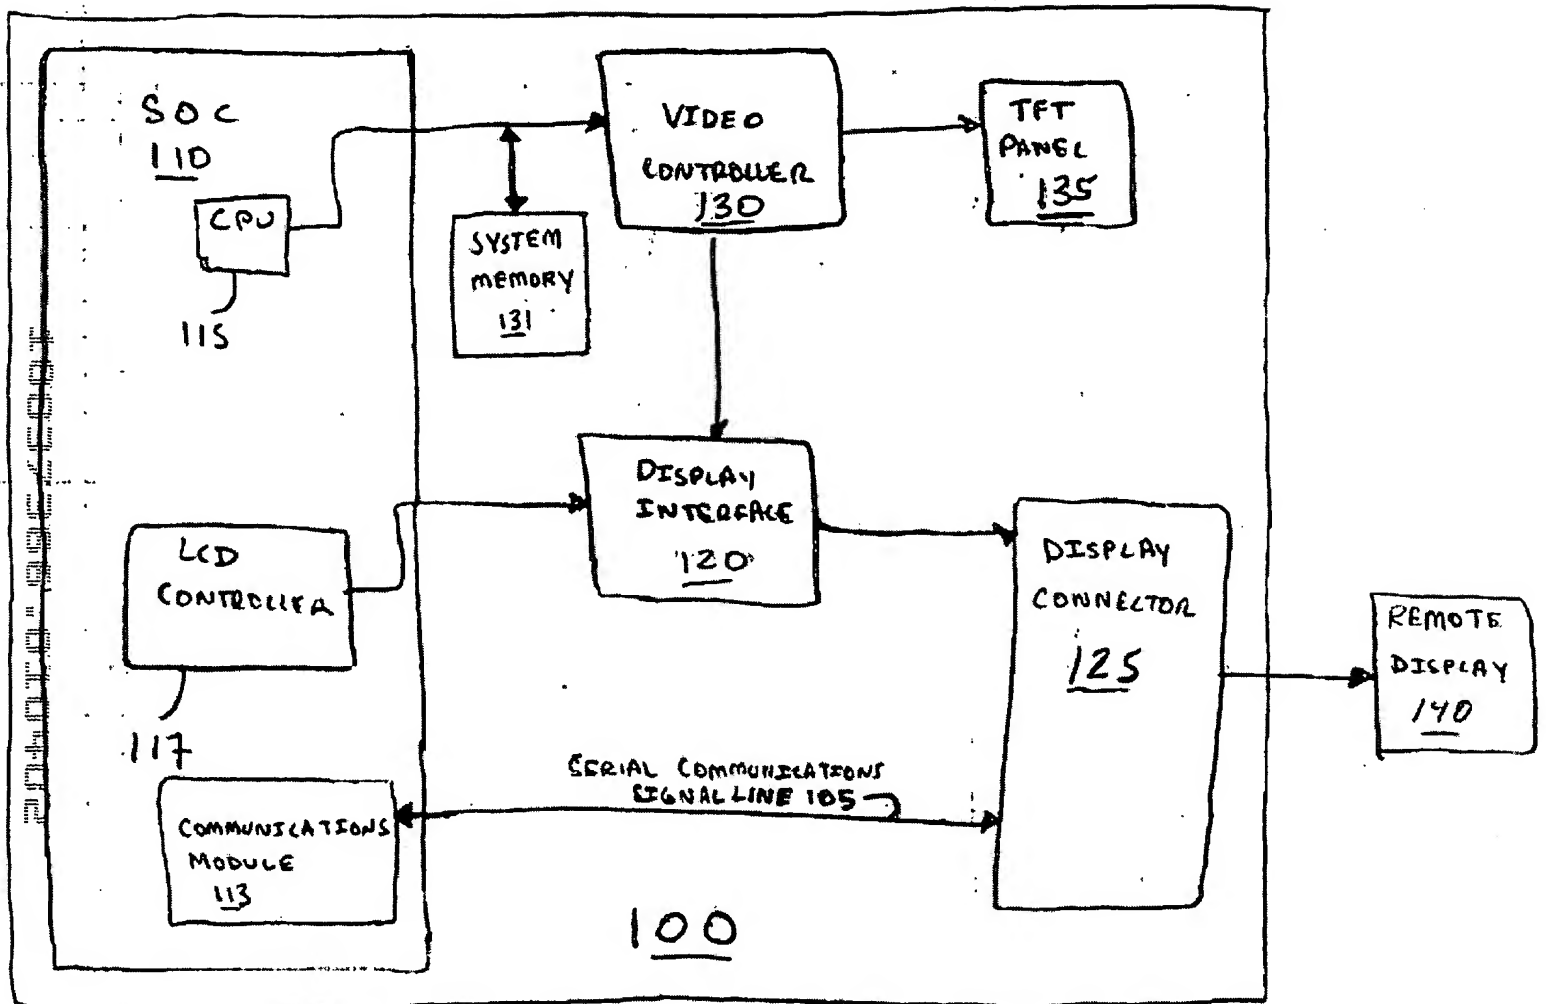 SOC
110
CPU
115
VIDEO
CONTROLLER
130
TFT
PANEL
135
SYSTEM
MEMORY
131
DISPLAY
INTERFACE
120
LCD
CONTROLLER
117
DISPLAY
CONNECTOR
125
REMOTE
DISPLAY
140
SERIAL COMMUNICATIONS
SIGNAL LINE 105
COMMUNICATIONS
MODULE
113
100